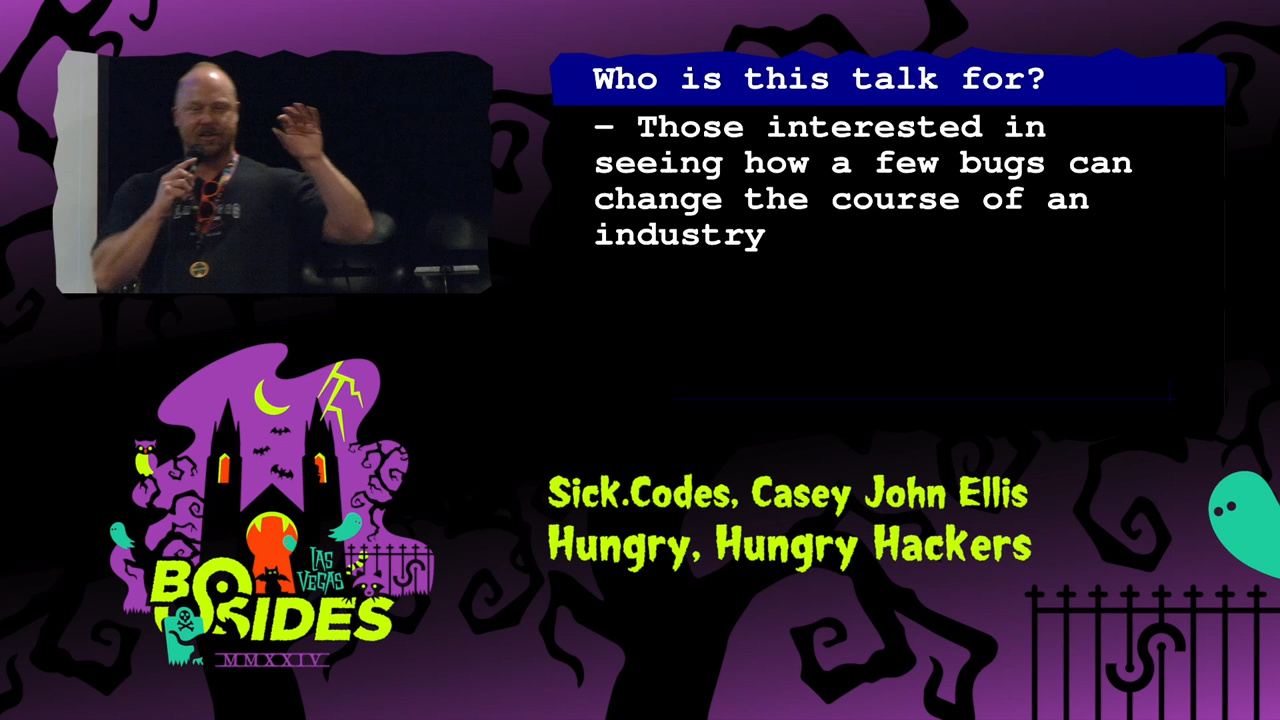 Who is this talk for?
– Those interested in
seeing how a few bugs can
change the course of an
industry
LAS
VEGAS
BSIDES
MMXXIV
Sick.Codes, Casey John Ellis
Hungry, Hungry Hackers